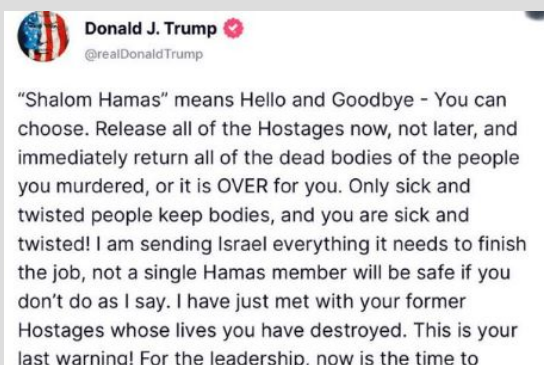 Donald J. Trump
@realDonaldTrump
“Shalom Hamas” means Hello and Goodbye - You can
choose. Release all of the Hostages now, not later, and
immediately return all of the dead bodies of the people
you murdered, or it is OVER for you. Only sick and
twisted people keep bodies, and you are sick and
twisted! I am sending Israel everything it needs to finish
the job, not a single Hamas member will be safe if you
don’t do as I say. I have just met with your former
Hostages whose lives you have destroyed. This is your
last warning! For the leadership, now is the time to